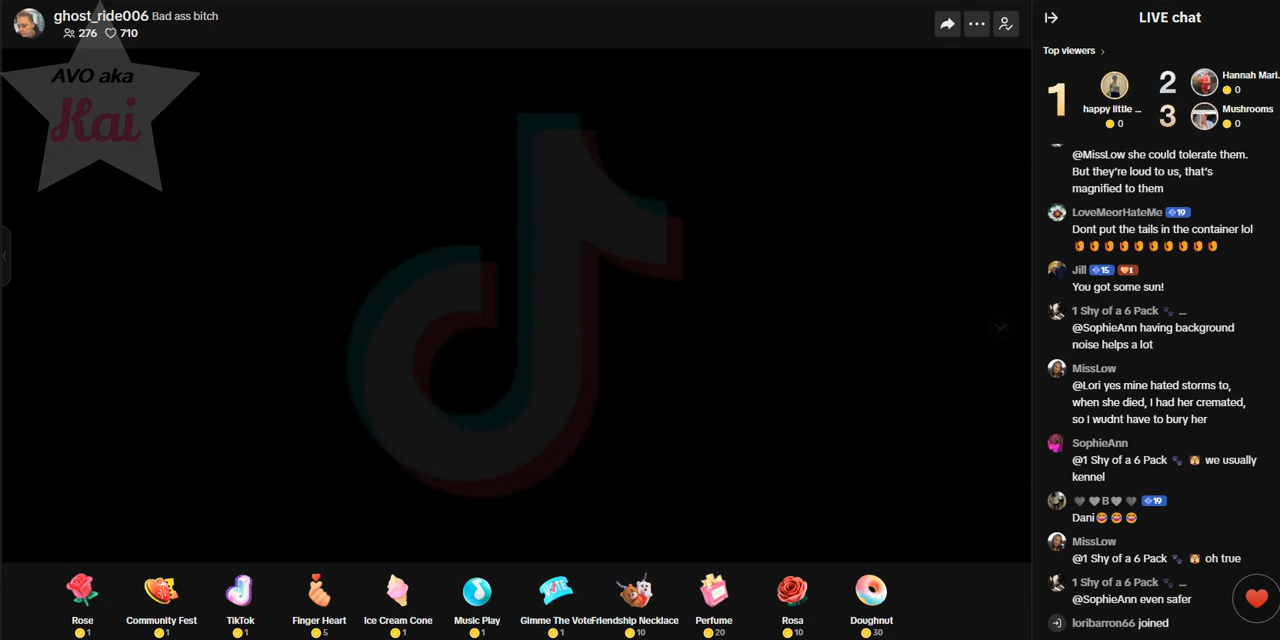 ghost_ride006 Bad ass bitch
276 710
AVO aka
Kai
LIVE chat
Top viewers
1
happy little ...
0
2
Hannah Mari..
0
3
Mushrooms
0
@MissLow she could tolerate them.
But they're loud to us, that's
magnified to them
LoveMeorHateMe 19
Dont put the tails in the container lol
Jill 15 I
You got some sun!
1 Shy of a 6 Pack 🐾 ...
@SophieAnn having background
noise helps a lot
MissLow
@Lori yes mine hated storms to,
when she died, I had her cremated,
so I wudnt have to bury her
SophieAnn
@1 Shy of a 6 Pack 🐾 🐹 we usually
kennel
🖤🤍B🤍🖤 19
Dani😂😂😂
MissLow
@1 Shy of a 6 Pack 🐾 🐹 oh true
1 Shy of a 6 Pack 🐾 ...
@SophieAnn even safer
loribarron66 joined
Rose
1
Community Fest
1
TikTok
1
Finger Heart
5
Ice Cream Cone
1
Music Play
1
VOTE
Gimme The Vote
1
Friendship Necklace
10
Perfume
20
Rosa
10
Doughnut
30